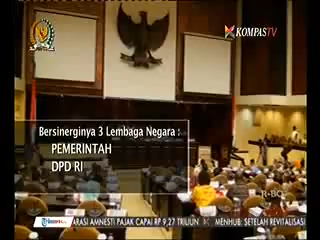 KOMPASTV
Bersinerginya 3 Lembaga Negara :
PEMERINTAH
DPD RI
R-BO
ARASI AMNESTI PAJAK CAPAI RP 9,27 TRILIUN
MENHUB: SETELAH REVITALISASI